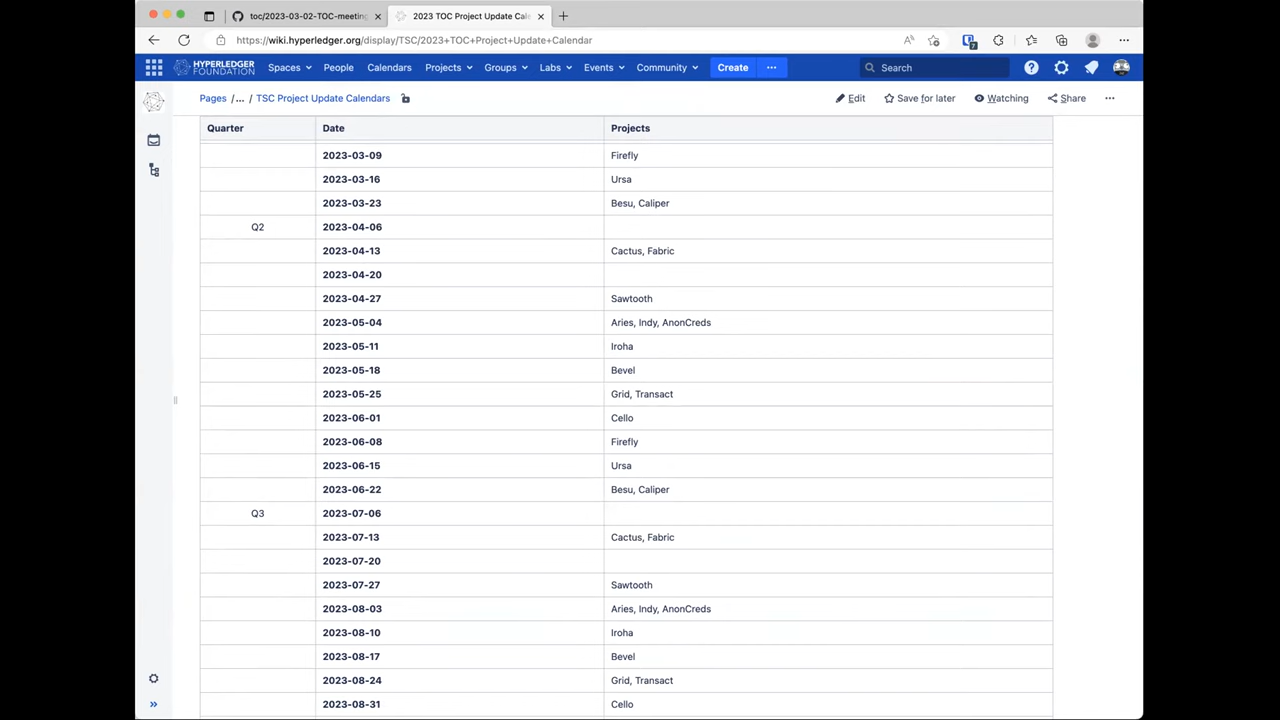 toc/2023-03-02-TOC-meeting
2023 TOC Project Update Cale
https://wiki.hyperledger.org/display/TSC/2023+TOC+Project+Update+Calendar
HYPERLEDGER FOUNDATION Spaces People Calendars Projects Groups Labs Events Community Create Search
Pages /... / TSC Project Update Calendars Edit Save for later Watching Share
Quarter Date Projects
2023-03-09 Firefly
2023-03-16 Ursa
2023-03-23 Besu, Caliper
Q2 2023-04-06
2023-04-13 Cactus, Fabric
2023-04-20
2023-04-27 Sawtooth
2023-05-04 Aries, Indy, AnonCreds
2023-05-11 Iroha
2023-05-18 Bevel
2023-05-25 Grid, Transact
2023-06-01 Cello
2023-06-08 Firefly
2023-06-15 Ursa
2023-06-22 Besu, Caliper
Q3 2023-07-06
2023-07-13 Cactus, Fabric
2023-07-20
2023-07-27 Sawtooth
2023-08-03 Aries, Indy, AnonCreds
2023-08-10 Iroha
2023-08-17 Bevel
2023-08-24 Grid, Transact
2023-08-31 Cello